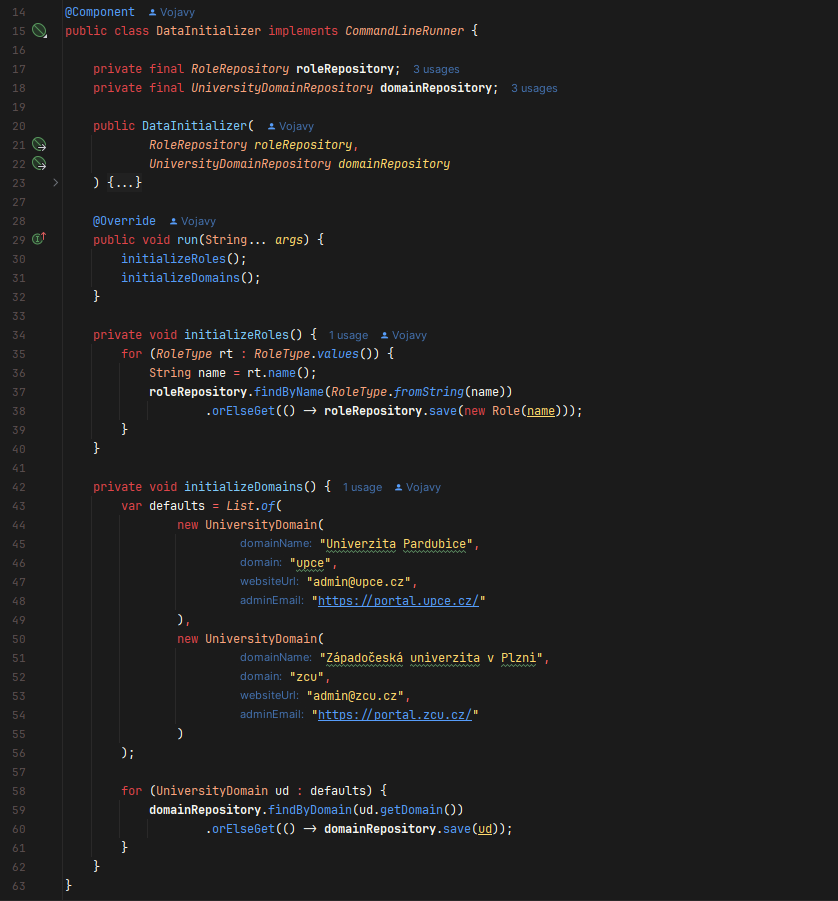 14 @Component Vojavy
15 public class DataInitializer implements CommandLineRunner {
16
17 private final RoleRepository roleRepository; 3 usages
18 private final UniversityDomainRepository domainRepository; 3 usages
19
20 public DataInitializer( Vojavy
21 RoleRepository roleRepository,
22 UniversityDomainRepository domainRepository
23 ) {...}
27
28 @Override Vojavy
29 public void run(String... args) {
30 initializeRoles();
31 initializeDomains();
32 }
33
34 private void initializeRoles() { 1 usage Vojavy
35 for (RoleType rt : RoleType.values()) {
36 String name = rt.name();
37 roleRepository.findByName(RoleType.fromString(name))
38 .orElseGet(() -> roleRepository.save(new Role(name)));
39 }
40 }
41
42 private void initializeDomains() { 1 usage Vojavy
43 var defaults = List.of(
44 new UniversityDomain(
45 domainName: "Univerzita Pardubice",
46 domain: "upce",
47 websiteUrl: "admin@upce.cz",
48 adminEmail: "https://portal.upce.cz/"
49 ),
50 new UniversityDomain(
51 domainName: "Západočeská univerzita v Plzni",
52 domain: "zcu",
53 websiteUrl: "admin@zcu.cz",
54 adminEmail: "https://portal.zcu.cz/"
55 )
56 );
57
58 for (UniversityDomain ud : defaults) {
59 domainRepository.findByDomain(ud.getDomain())
60 .orElseGet(() -> domainRepository.save(ud));
61 }
62 }
63 }